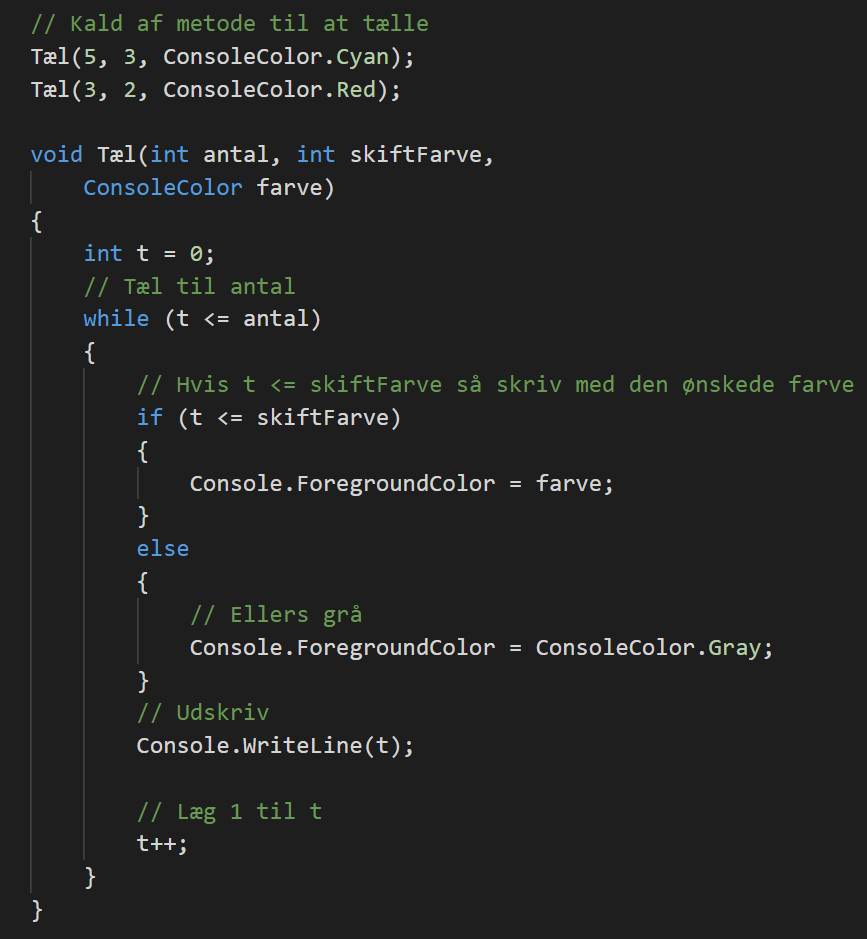 // Kald af metode til at tælle
Tæl(5, 3, ConsoleColor.Cyan);
Tæl(3, 2, ConsoleColor.Red);

void Tæl(int antal, int skiftFarve,
    ConsoleColor farve)
{
    int t = 0;
    // Tæl til antal
    while (t <= antal)
    {
        // Hvis t <= skiftFarve så skriv med den ønskede farve
        if (t <= skiftFarve)
        {
            Console.ForegroundColor = farve;
        }
        else
        {
            // Ellers grå
            Console.ForegroundColor = ConsoleColor.Gray;
        }
        // Udskriv
        Console.WriteLine(t);

        // Læg 1 til t
        t++;
    }
}